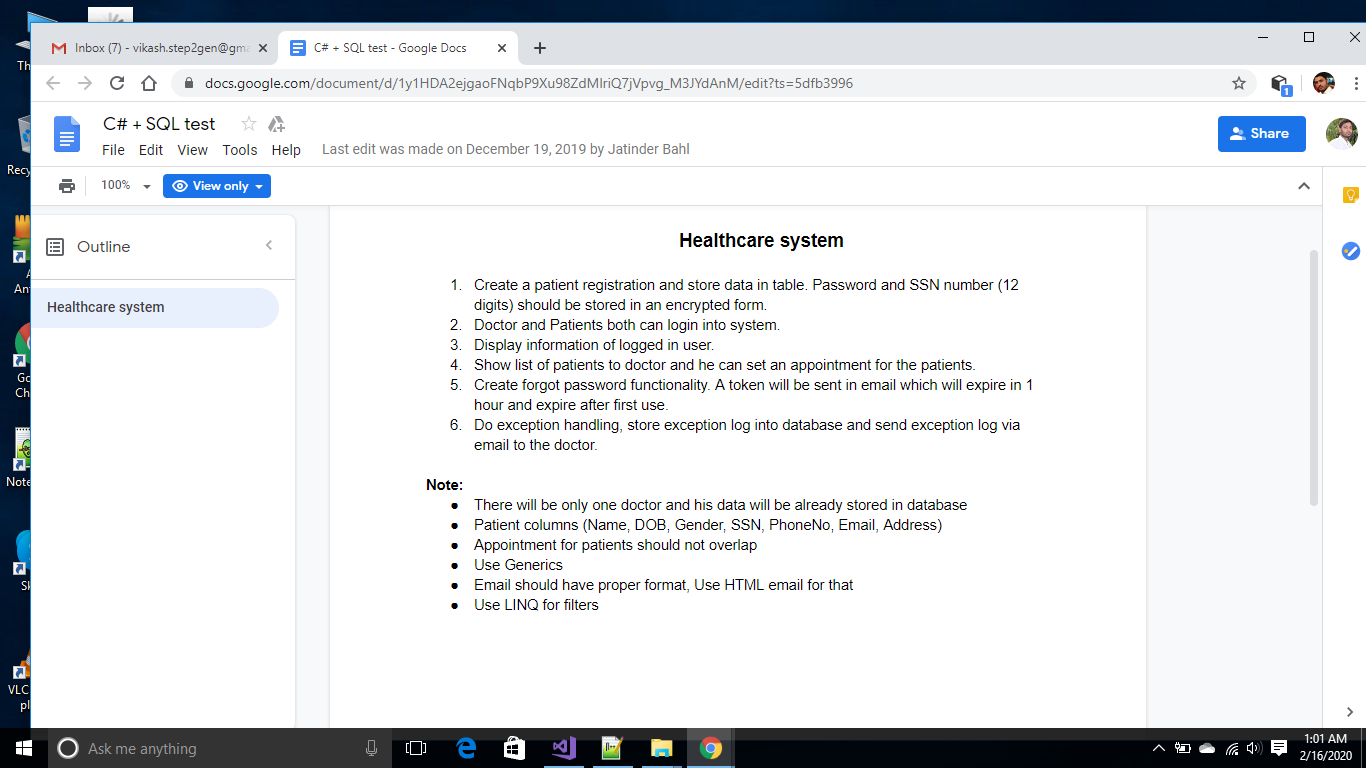 Inbox (7) - vikash.step2gen@gma
C# + SQL test - Google Docs
docs.google.com/document/d/1y1HDA2ejgaoFNqbP9Xu98ZdMIriQ7jVpvg_M3JYdAnM/edit?ts=5dfb3996
1
C# + SQL test
File Edit View Tools Help Last edit was made on December 19, 2019 by Jatinder Bahl
Share
100% View only
Outline
Healthcare system
Healthcare system
1. Create a patient registration and store data in table. Password and SSN number (12
digits) should be stored in an encrypted form.
2. Doctor and Patients both can login into system.
3. Display information of logged in user.
4. Show list of patients to doctor and he can set an appointment for the patients.
5. Create forgot password functionality. A token will be sent in email which will expire in 1
hour and expire after first use.
6. Do exception handling, store exception log into database and send exception log via
email to the doctor.
Note:
● There will be only one doctor and his data will be already stored in database
● Patient columns (Name, DOB, Gender, SSN, PhoneNo, Email, Address)
● Appointment for patients should not overlap
● Use Generics
● Email should have proper format, Use HTML email for that
● Use LINQ for filters
Th
Recy
A
An
Go
Ch
Note
Sk
VLC
pl
Ask me anything
1:01 AM
2/16/2020